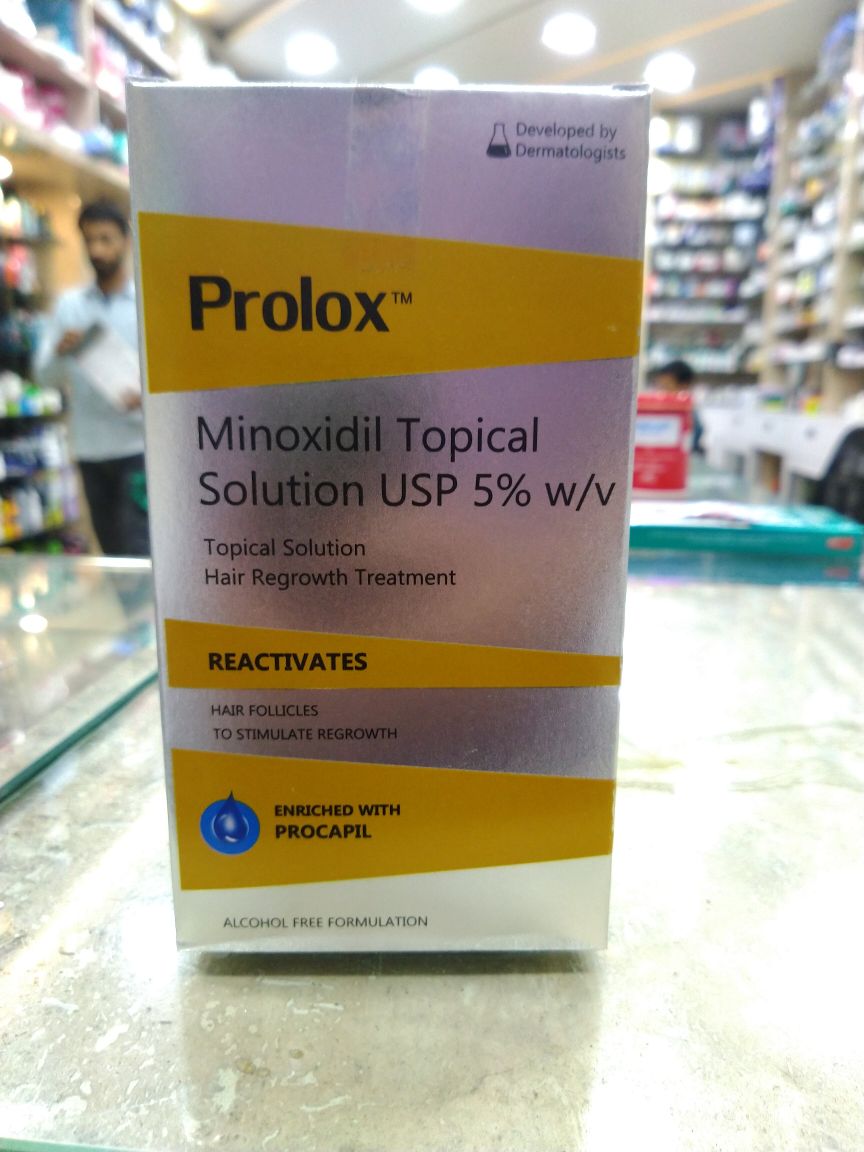 Developed by
Dermatologists
Prolox™
Minoxidil Topical
Solution USP 5% w/v
Topical Solution
Hair Regrowth Treatment
REACTIVATES
HAIR FOLLICLES
TO STIMULATE REGROWTH
ENRICHED WITH
PROCAPIL
ALCOHOL FREE FORMULATION